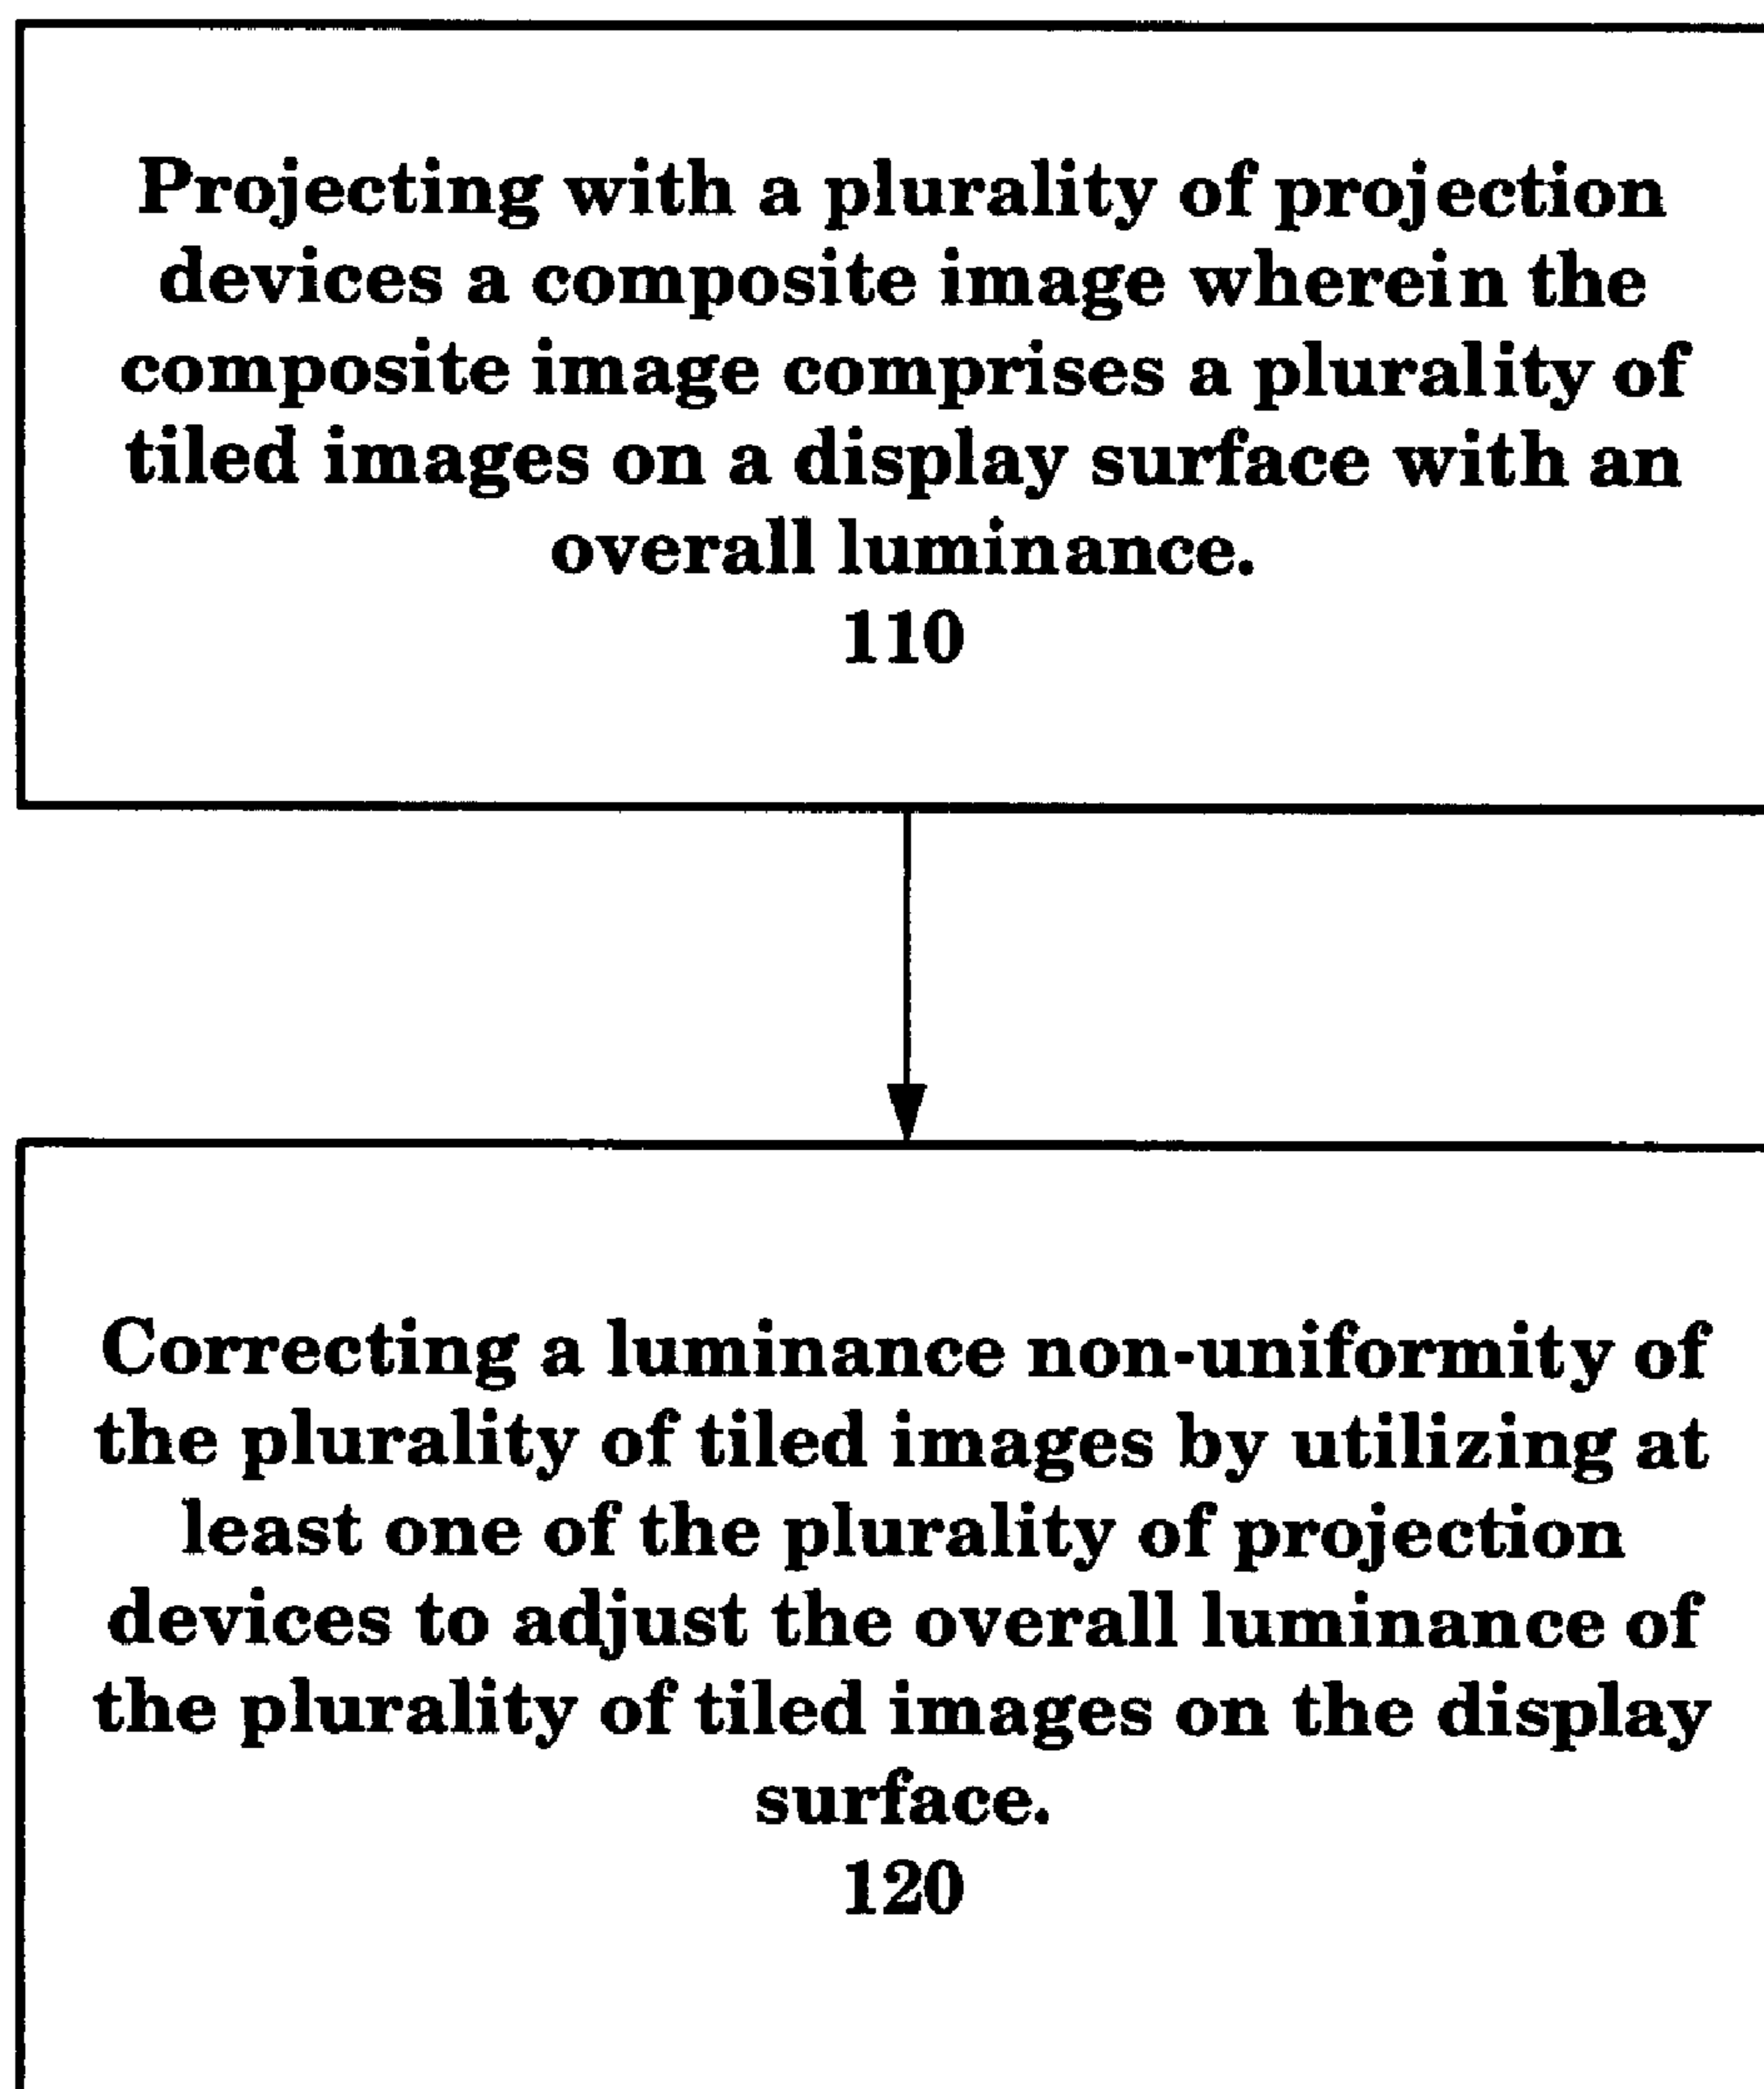 Projecting with a plurality of projection
devices a composite image wherein the
composite image comprises a plurality of
tiled images on a display surface with an
overall luminance.
110
Correcting a luminance non-uniformity of
the plurality of tiled images by utilizing at
least one of the plurality of projection
devices to adjust the overall luminance of
the plurality of tiled images on the display
surface.
120